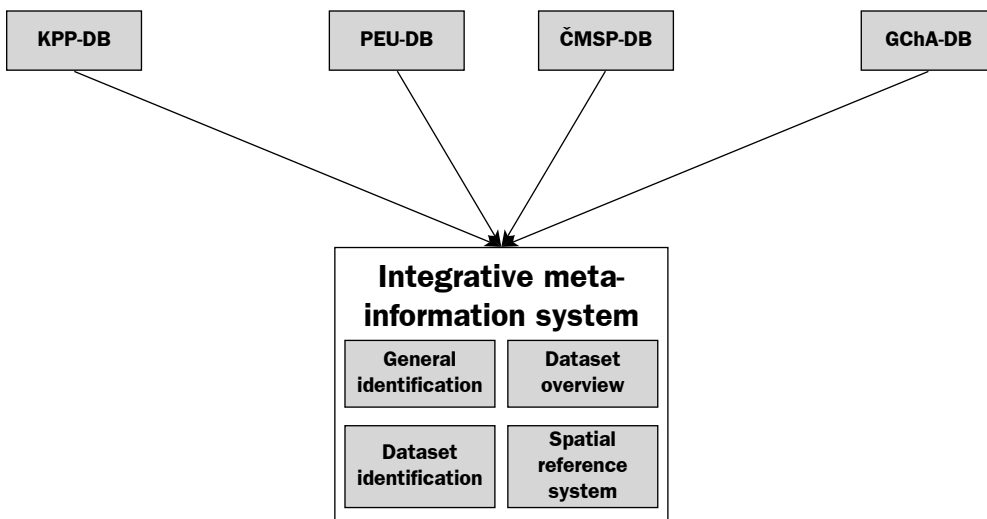 KPP-DB
PEU-DB
ČMSP-DB
GChA-DB
Integrative meta-
information system
General
identification
Dataset
overview
Dataset
identification
Spatial
reference
system